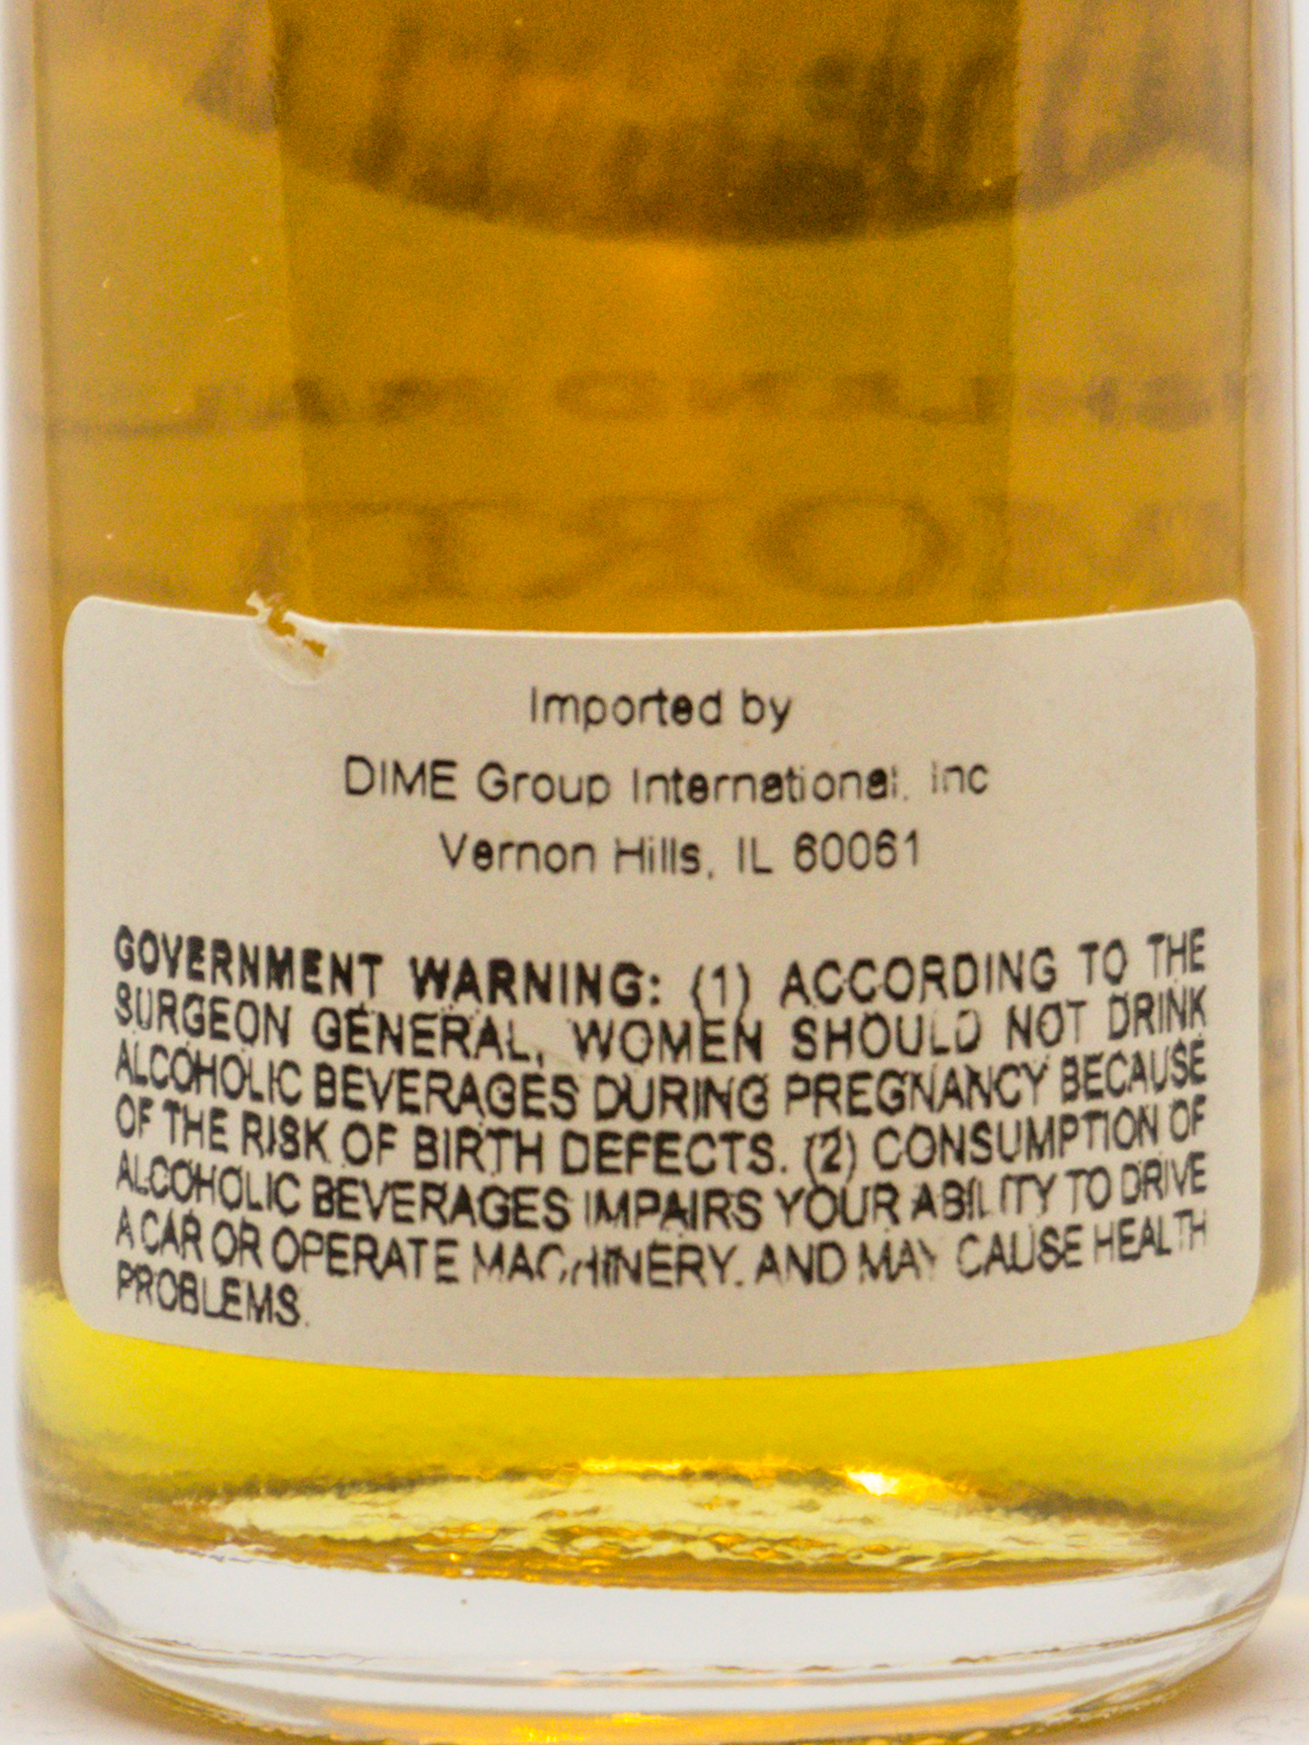 Imported by
DIME Group International, Inc
Vernon Hills, IL 60061
GOVERNMENT WARNING: (1) ACCORDING TO THE
SURGEON GENERAL, WOMEN SHOULD NOT DRINK
ALCOHOLIC BEVERAGES DURING PREGNANCY BECAUSE
OF THE RISK OF BIRTH DEFECTS. (2) CONSUMPTION OF
ALCOHOLIC BEVERAGES IMPAIRS YOUR ABILITY TO DRIVE
A CAR OR OPERATE MACHINERY, AND MAY CAUSE HEALTH
PROBLEMS.